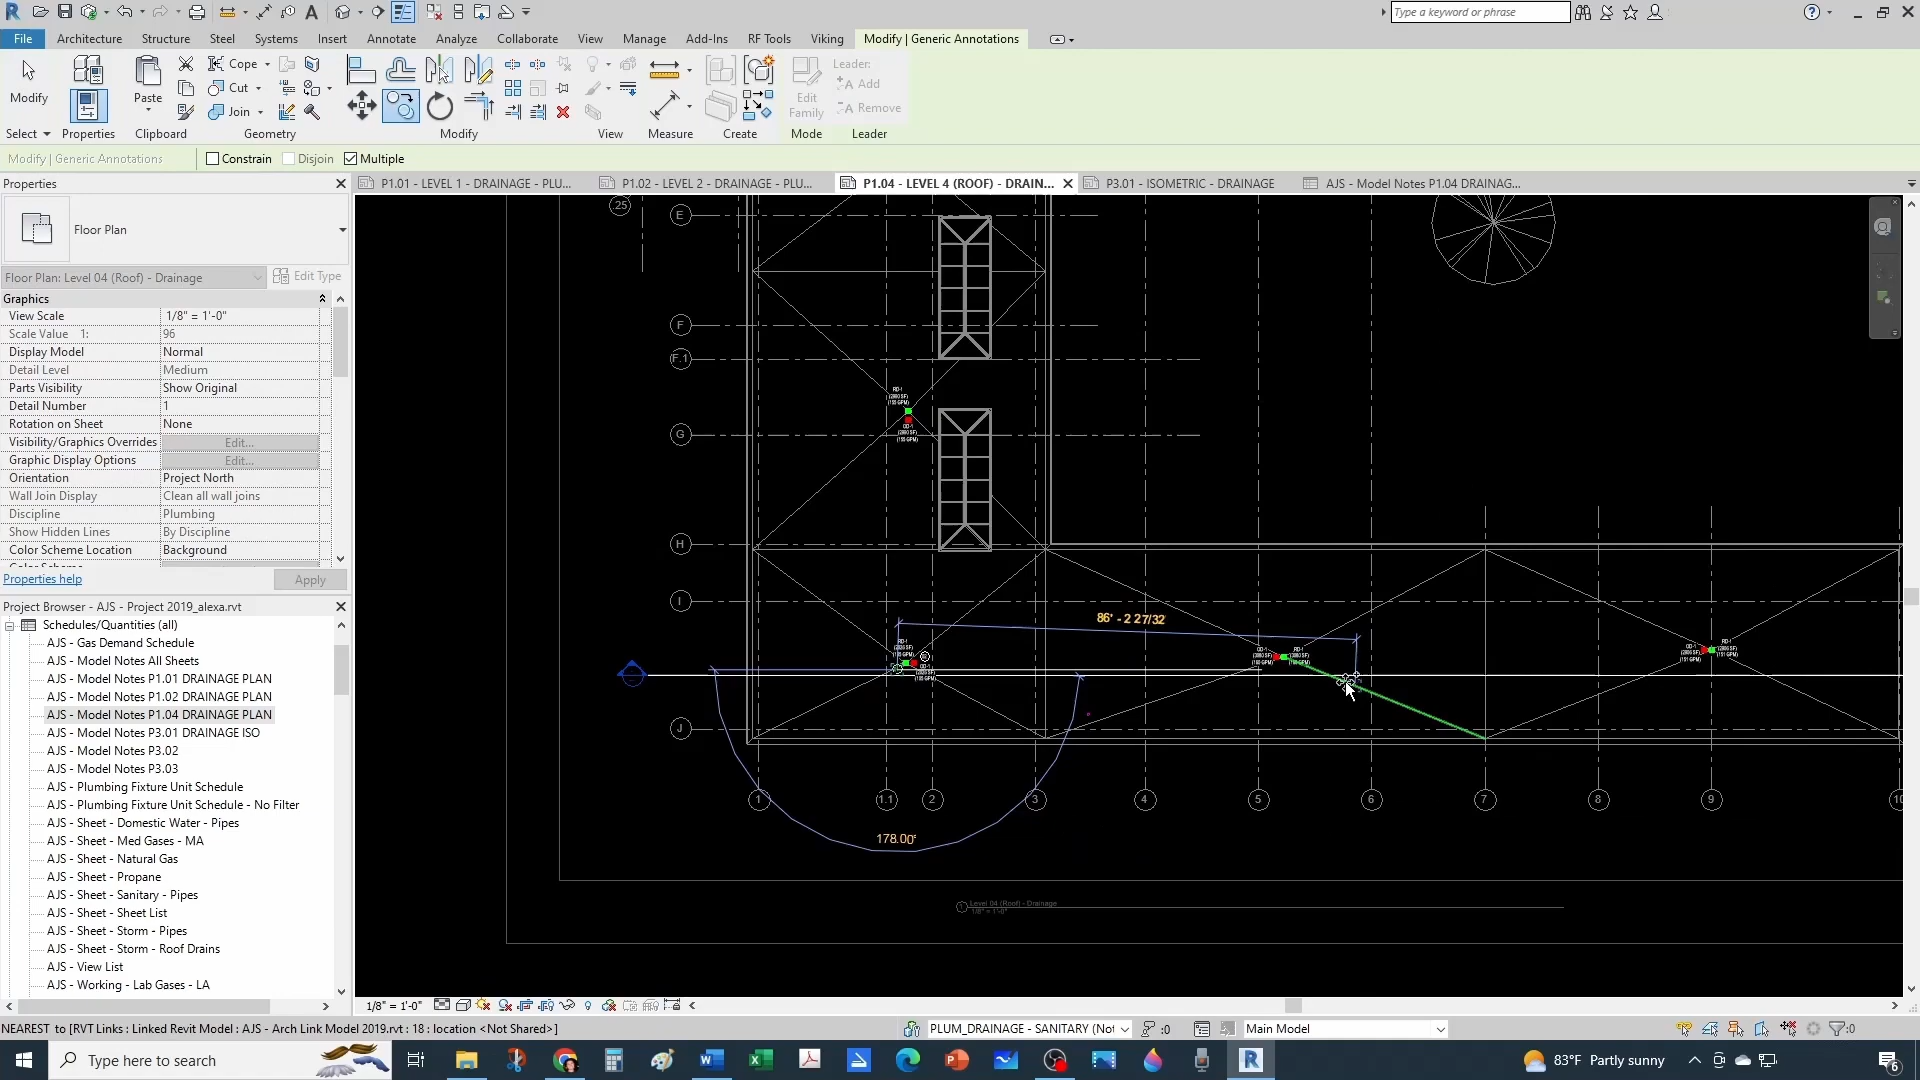 Type a keyword or phrase
File Architecture Structure Steel Systems Insert Annotate Analyze Collaborate View Manage Add-Ins RF Tools Viking Modify | Generic Annotations
Modify
Paste
Cope
Cut
Join
Edit
Family
Leader:
Add
Remove
Select Properties Clipboard Geometry Modify View Measure Create Mode Leader
Modify | Generic Annotations Constrain Disjoin Multiple
Properties
P1.01 - LEVEL 1 - DRAINAGE - PLU...
P1.02 - LEVEL 2 - DRAINAGE - PLU...
P1.04 - LEVEL 4 (ROOF) - DRAIN...
P3.01 - ISOMETRIC - DRAINAGE
AJS - Model Notes P1.04 DRAINAG...
Floor Plan
Floor Plan: Level 04 (Roof) - Drainage
Edit Type
Graphics
View Scale 1/8" = 1'-0"
Scale Value 1: 96
Display Model Normal
Detail Level Medium
Parts Visibility Show Original
Detail Number 1
Rotation on Sheet None
Visibility/Graphics Overrides Edit...
Graphic Display Options Edit...
Orientation Project North
Wall Join Display Clean all wall joins
Discipline Plumbing
Show Hidden Lines By Discipline
Color Scheme Location Background
Properties help
Apply
Project Browser - AJS - Project 2019_alexa.rvt
Schedules/Quantities (all)
AJS - Gas Demand Schedule
AJS - Model Notes All Sheets
AJS - Model Notes P1.01 DRAINAGE PLAN
AJS - Model Notes P1.02 DRAINAGE PLAN
AJS - Model Notes P1.04 DRAINAGE PLAN
AJS - Model Notes P3.01 DRAINAGE ISO
AJS - Model Notes P3.02
AJS - Model Notes P3.03
AJS - Plumbing Fixture Unit Schedule
AJS - Plumbing Fixture Unit Schedule - No Filter
AJS - Sheet - Domestic Water - Pipes
AJS - Sheet - Med Gases - MA
AJS - Sheet - Natural Gas
AJS - Sheet - Propane
AJS - Sheet - Sanitary - Pipes
AJS - Sheet - Sheet List
AJS - Sheet - Storm - Pipes
AJS - Sheet - Storm - Roof Drains
AJS - View List
AJS - Working - Lab Gases - LA
.25
E
F
F.1
G
H
I
J
86' - 2 27/32
178.00°
1 1.1 2 3 4 5 6 7 8 9 10
Level 04 (Roof) - Drainage
1/8" = 1'-0"
1/8" = 1'-0"
NEAREST to [RVT Links : Linked Revit Model : AJS - Arch Link Model 2019.rvt : 18 : location <Not Shared>]
PLUM_DRAINAGE - SANITARY (Not
:0
Main Model
:0
Type here to search
83°F Partly sunny
6